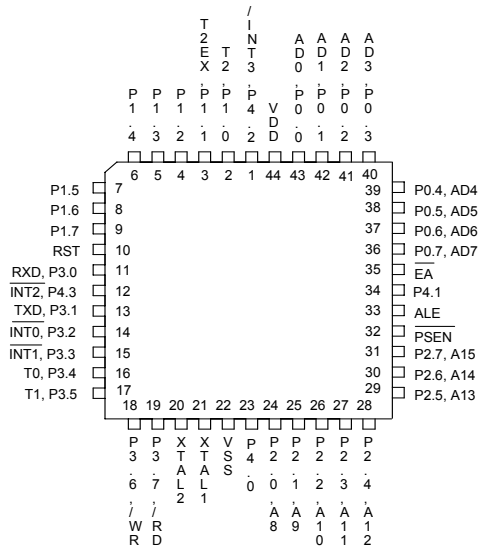 P1.4
P1.3
P1.2
T2EX,P1.1
T2,P1.0
/INT3,P4.2
VDD
AD0,P0.0
AD1,P0.1
AD2,P0.2
AD3,P0.3
6 5 4 3 2 1 44 43 42 41 40
P1.5 7
P1.6 8
P1.7 9
RST 10
RXD, P3.0 11
INT2, P4.3 12
TXD, P3.1 13
INT0, P3.2 14
INT1, P3.3 15
T0, P3.4 16
T1, P3.5 17
39 P0.4, AD4
38 P0.5, AD5
37 P0.6, AD6
36 P0.7, AD7
35 EA
34 P4.1
33 ALE
32 PSEN
31 P2.7, A15
30 P2.6, A14
29 P2.5, A13
18 19 20 21 22 23 24 25 26 27 28
P3.6,/WR
P3.7,/RD
XTAL2
XTAL1
VSS
P4.0
P2.0,A8
P2.1,A9
P2.2,A10
P2.3,A11
P2.4,A12